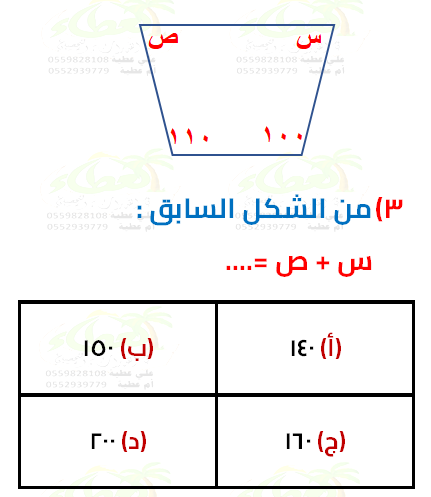 ص س
١١٠ ١٠٠
٣) من الشكل السابق :
س + ص =....
(أ) ١٤٠
(ب) ١٥٠
(ج) ١٦٠
(د) ٢٠٠
علي عطية 0559828108
ام عطية 0552939779